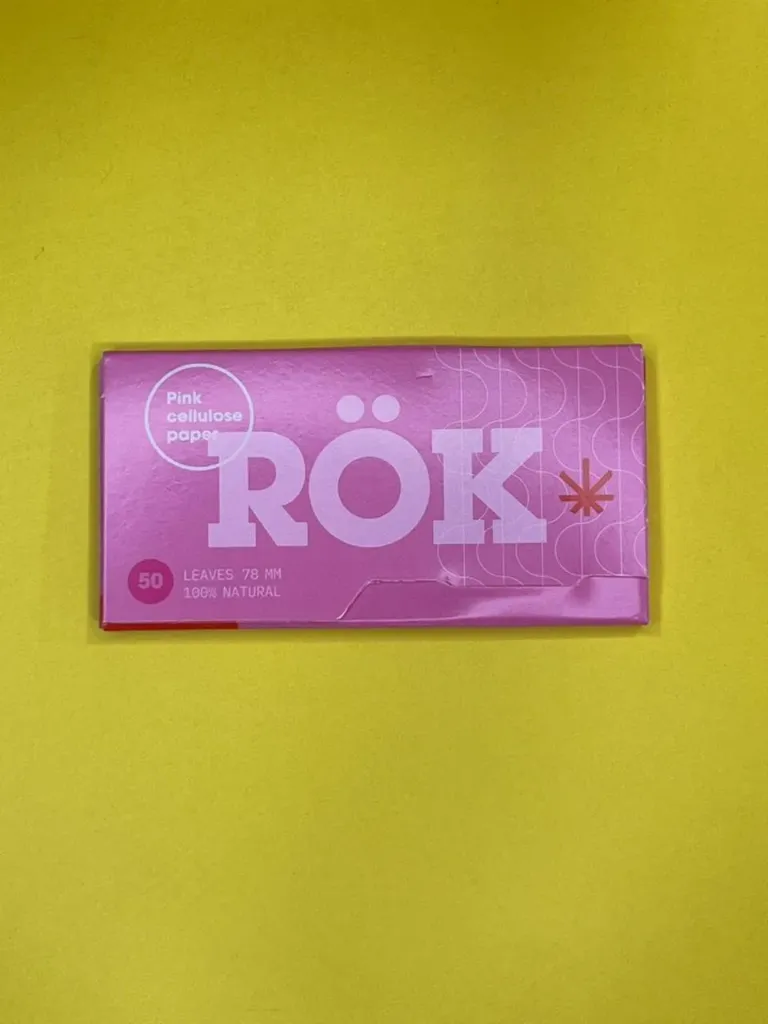 Pink
cellulose
paper
RÖK
50
LEAVES 78 MM
100% NATURAL